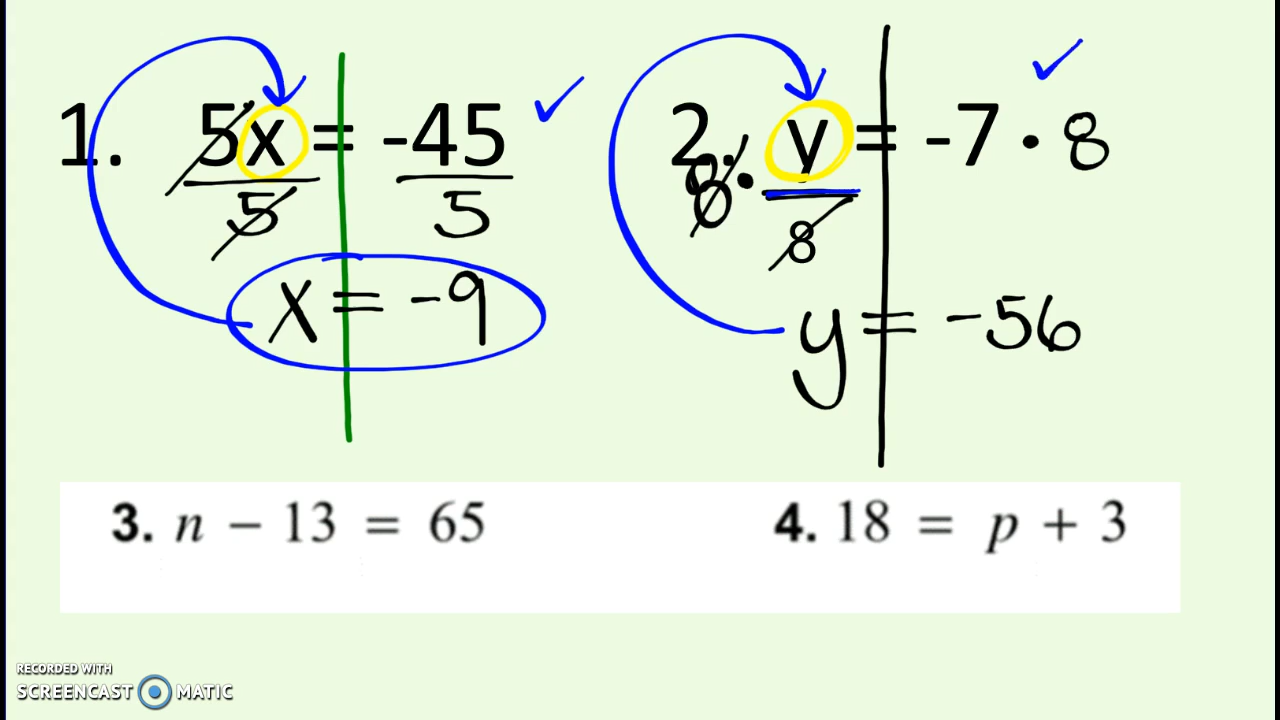 1. 5x = -45
5 5
x = -9
2. y = -7 · 8
8 · 8
y = -56
3. n − 13 = 65
4. 18 = p + 3
RECORDED WITH
SCREENCAST MATIC